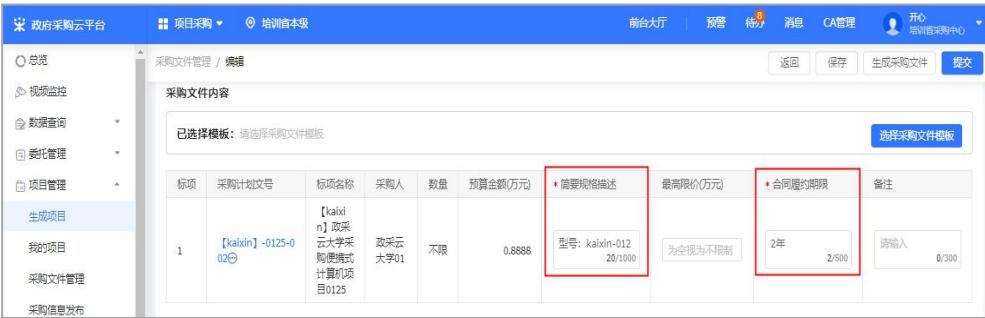 政府采购云平台
项目采购
培训省本级
前台大厅
预警
待办
8
消息
CA管理
开心
培训省采购中心
总览
采购文件管理 / 编辑
返回
保存
生成采购文件
提交
视频监控
采购文件内容
数据查询
已选择模板：请选择采购文件模板
选择采购文件模板
委托管理
项目管理
标项
采购计划文号
标项名称
采购人
数量
预算金额(万元)
* 简要规格描述
最高限价(万元)
* 合同履约期限
备注
生成项目
我的项目
采购文件管理
采购信息发布
1
【kaixin】-0125-0
02
【kaixi
n】政采
云大学采
购便携式
计算机项
目0125
政采云
大学01
不限
0.8888
型号：kaixin-012
20/1000
为空视为不限制
2年
2/500
请输入
0/300